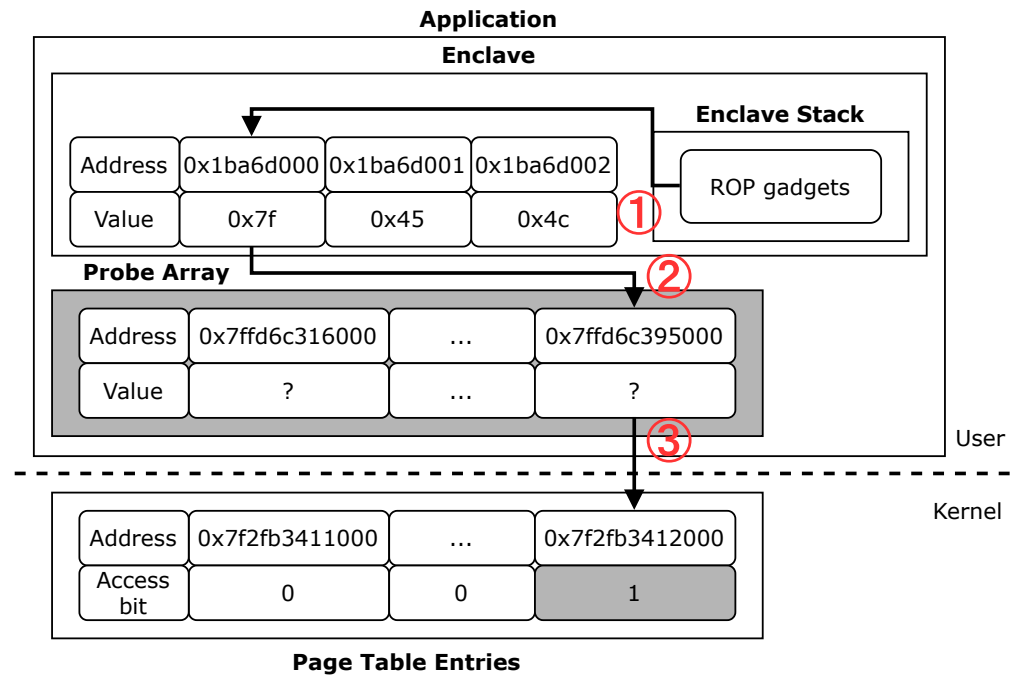 Application
Enclave
Enclave Stack
Address 0x1ba6d000 0x1ba6d001 0x1ba6d002
ROP gadgets
Value 0x7f 0x45 0x4c
①
Probe Array
②
Address 0x7ffd6c316000 ... 0x7ffd6c395000
Value ? ... ?
③
User
Kernel
Address 0x7f2fb3411000 ... 0x7f2fb3412000
Access
bit
0 0 1
Page Table Entries